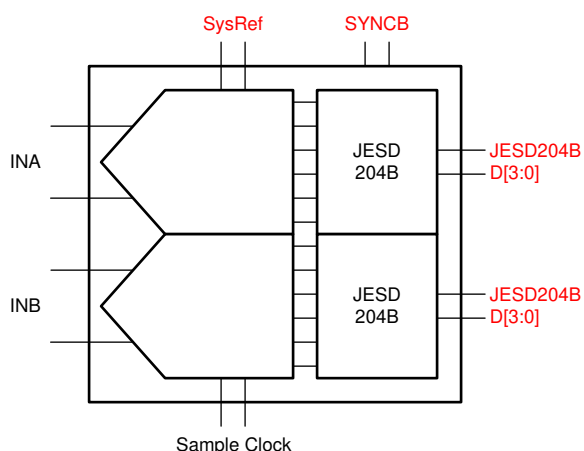 SysRef
SYNCB
INA
JESD
204B
JESD204B
D[3:0]
INB
JESD
204B
JESD204B
D[3:0]
Sample Clock